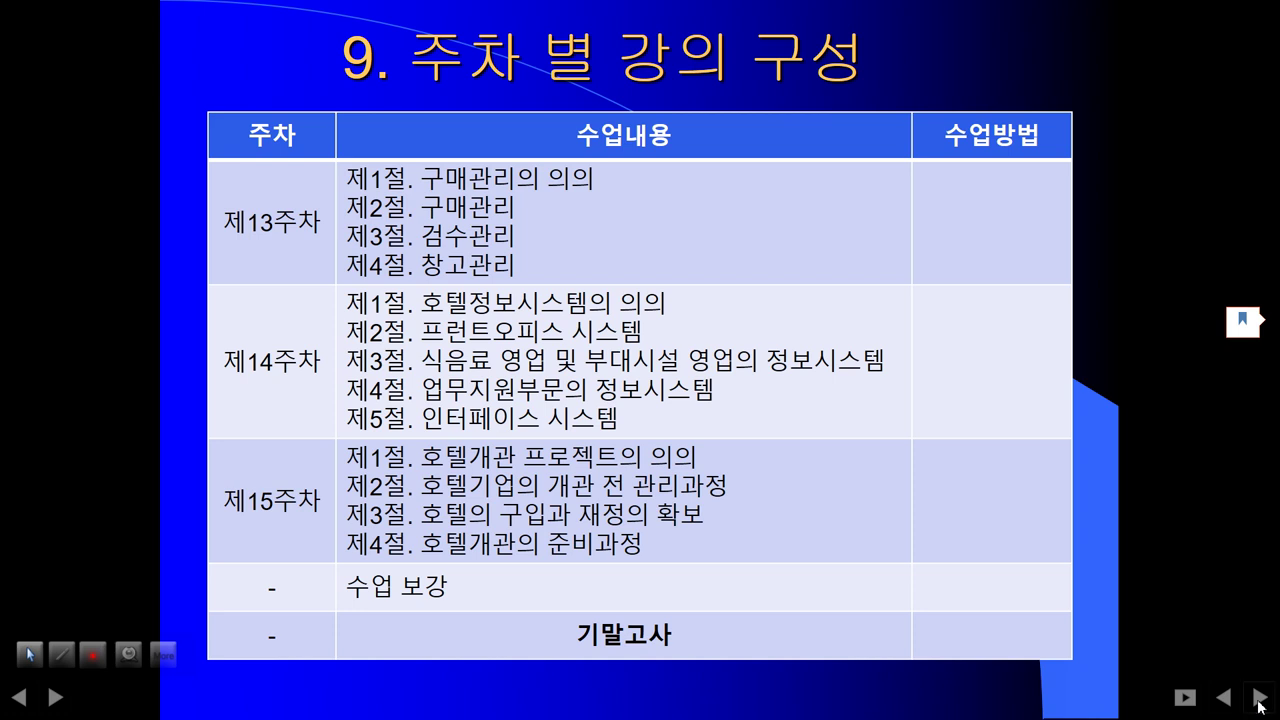 9. 주차 별 강의 구성
주차 수업내용 수업방법
제13주차
제1절. 구매관리의 의의
제2절. 구매관리
제3절. 검수관리
제4절. 창고관리
제14주차
제1절. 호텔정보시스템의 의의
제2절. 프런트오피스 시스템
제3절. 식음료 영업 및 부대시설 영업의 정보시스템
제4절. 업무지원부문의 정보시스템
제5절. 인터페이스 시스템
제15주차
제1절. 호텔개관 프로젝트의 의의
제2절. 호텔기업의 개관 전 관리과정
제3절. 호텔의 구입과 재정의 확보
제4절. 호텔개관의 준비과정
- 수업 보강
- 기말고사
More